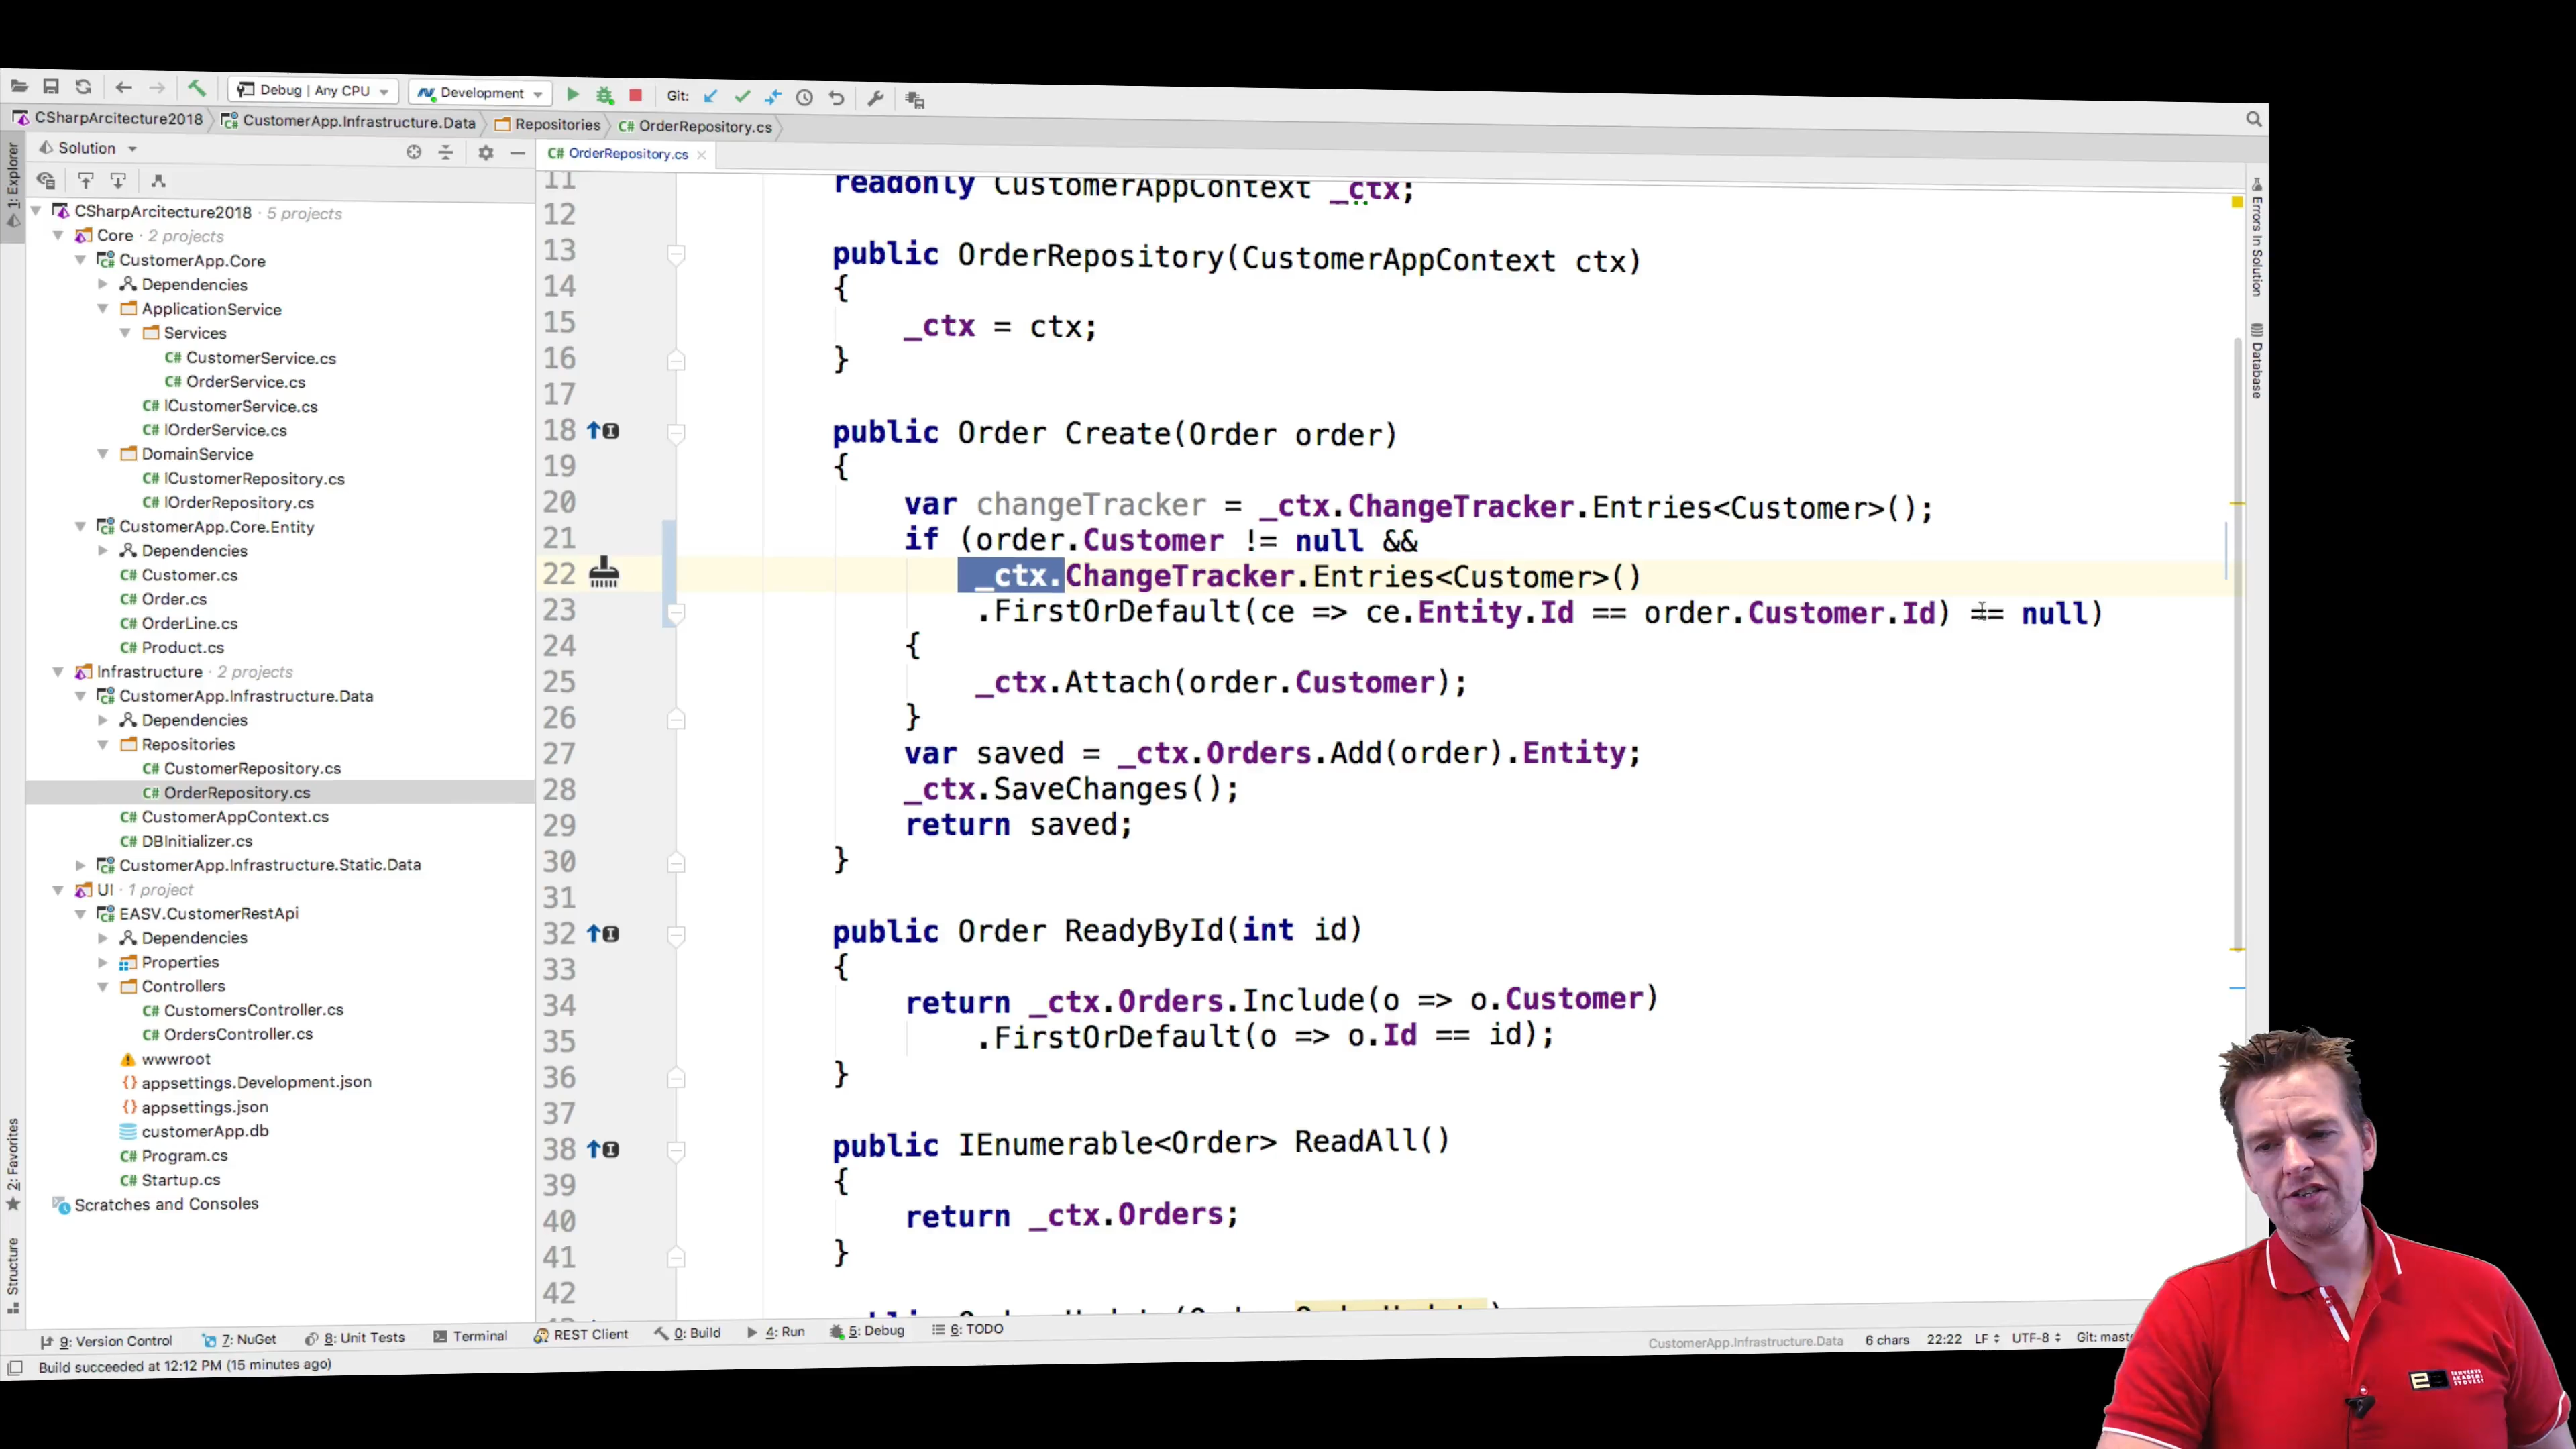 Debug | Any CPU
Development
Git:
CSharpArcitecture2018
CustomerApp.Infrastructure.Data
Repositories
C# OrderRepository.cs
1: Explorer
Solution
C# OrderRepository.cs
CSharpArcitecture2018 · 5 projects
Core · 2 projects
CustomerApp.Core
Dependencies
ApplicationService
Services
C# CustomerService.cs
C# OrderService.cs
C# ICustomerService.cs
C# IOrderService.cs
DomainService
C# ICustomerRepository.cs
C# IOrderRepository.cs
CustomerApp.Core.Entity
Dependencies
C# Customer.cs
C# Order.cs
C# OrderLine.cs
C# Product.cs
Infrastructure · 2 projects
CustomerApp.Infrastructure.Data
Dependencies
Repositories
C# CustomerRepository.cs
C# OrderRepository.cs
C# CustomerAppContext.cs
C# DBInitializer.cs
CustomerApp.Infrastructure.Static.Data
UI · 1 project
EASV.CustomerRestApi
Dependencies
Properties
Controllers
C# CustomersController.cs
C# OrdersController.cs
wwwroot
{} appsettings.Development.json
{} appsettings.json
customerApp.db
C# Program.cs
C# Startup.cs
Scratches and Consoles
2: Favorites
Structure
11 readonly CustomerAppContext _ctx;
12
13 public OrderRepository(CustomerAppContext ctx)
14 {
15 _ctx = ctx;
16 }
17
18 public Order Create(Order order)
19 {
20 var changeTracker = _ctx.ChangeTracker.Entries<Customer>();
21 if (order.Customer != null &&
22 _ctx.ChangeTracker.Entries<Customer>()
23 .FirstOrDefault(ce => ce.Entity.Id == order.Customer.Id) == null)
24 {
25 _ctx.Attach(order.Customer);
26 }
27 var saved = _ctx.Orders.Add(order).Entity;
28 _ctx.SaveChanges();
29 return saved;
30 }
31
32 public Order ReadyById(int id)
33 {
34 return _ctx.Orders.Include(o => o.Customer)
35 .FirstOrDefault(o => o.Id == id);
36 }
37
38 public IEnumerable<Order> ReadAll()
39 {
40 return _ctx.Orders;
41 }
42
Errors In Solution
Database
9: Version Control
7: NuGet
8: Unit Tests
Terminal
REST Client
0: Build
4: Run
5: Debug
6: TODO
CustomerApp.Infrastructure.Data
6 chars
22:22
LF
UTF-8
Git:
Build succeeded at 12:12 PM (15 minutes ago)